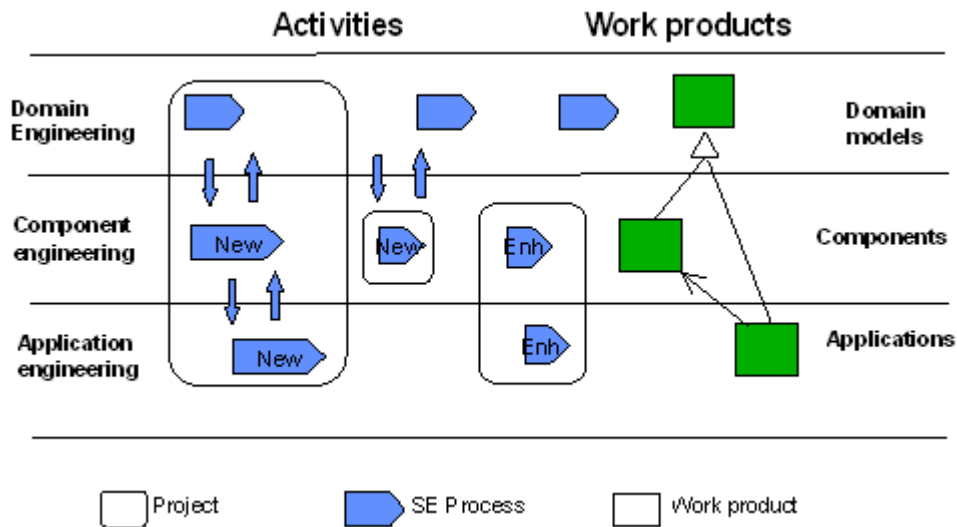 Activities Work products
Domain
Engineering
Domain
models
Component
engineering
New
New
Enh
Components
Application
engineering
New
Enh
Applications
Project
SE Process
Work product